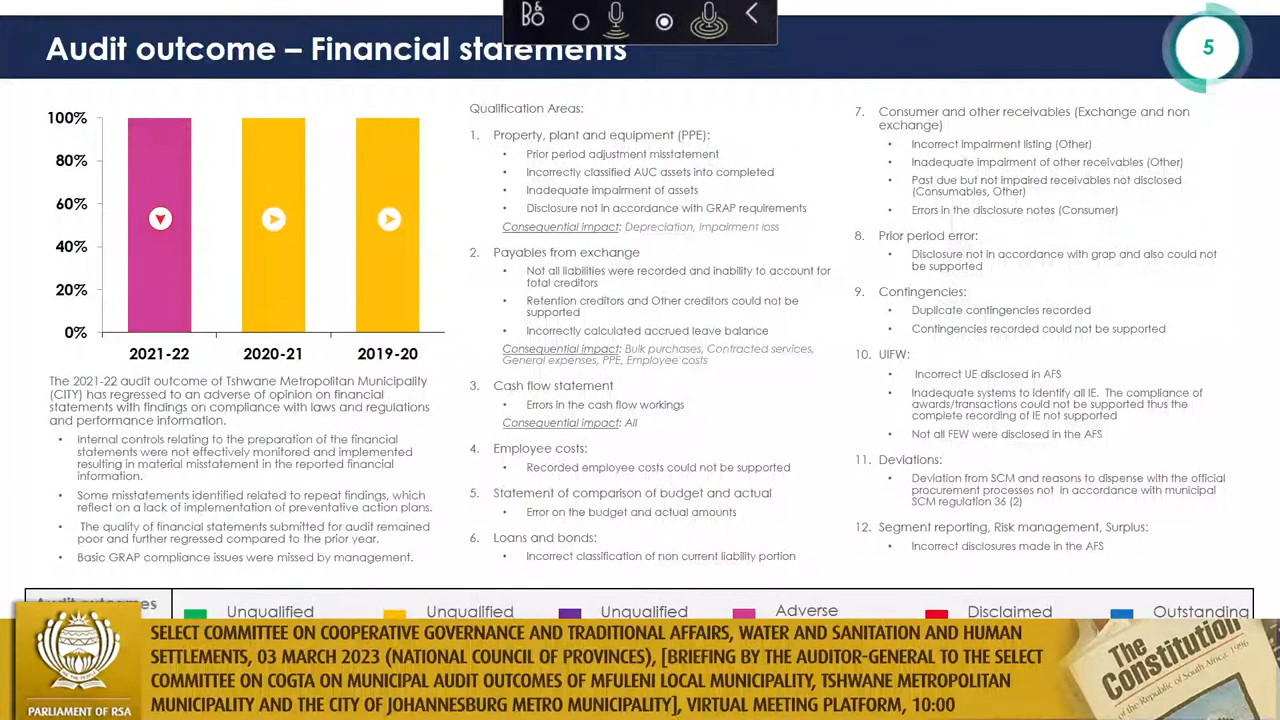 B&O
Audit outcome – Financial statements
5
100%
80%
60%
40%
20%
0%
2021-22
2020-21
2019-20
The 2021-22 audit outcome of Tshwane Metropolitan Municipality
(CITY) has regressed to an adverse of opinion on financial
statements with findings on compliance with laws and regulations
and performance information.
• Internal controls relating to the preparation of the financial
statements were not effectively monitored and implemented
resulting in material misstatement in the reported financial
information.
• Some misstatements identified related to repeat findings, which
reflect on a lack of implementation of preventative action plans.
• The quality of financial statements submitted for audit remained
poor and further regressed compared to the prior year.
• Basic GRAP compliance issues were missed by management.
Qualification Areas:
1. Property, plant and equipment (PPE):
• Prior period adjustment misstatement
• Incorrectly classified AUC assets into completed
• Inadequate impairment of assets
• Disclosure not in accordance with GRAP requirements
Consequential impact: Depreciation, impairment loss
2. Payables from exchange
• Not all liabilities were recorded and inability to account for
total creditors
• Retention creditors and Other creditors could not be
supported
• Incorrectly calculated accrued leave balance
Consequential impact: Bulk purchases, Contracted services,
General expenses, PPE, Employee costs
3. Cash flow statement
• Errors in the cash flow workings
Consequential impact: All
4. Employee costs:
• Recorded employee costs could not be supported
5. Statement of comparison of budget and actual
• Error on the budget and actual amounts
6. Loans and bonds:
• Incorrect classification of non current liability portion
7. Consumer and other receivables (Exchange and non
exchange)
• Incorrect impairment listing (Other)
• Inadequate impairment of other receivables (Other)
• Past due but not impaired receivables not disclosed
(Consumables, Other)
• Errors in the disclosure notes (Consumer)
8. Prior period error:
• Disclosure not in accordance with grap and also could not
be supported
9. Contingencies:
• Duplicate contingencies recorded
• Contingencies recorded could not be supported
10. UIFW:
• Incorrect UE disclosed in AFS
• Inadequate systems to identify all IE. The compliance of
awards/transactions could not be supported thus the
complete recording of IE not supported
• Not all FEW were disclosed in the AFS
11. Deviations:
• Deviation from SCM and reasons to dispense with the official
procurement processes not in accordance with municipal
SCM regulation 36 (2)
12. Segment reporting, Risk management, Surplus:
• Incorrect disclosures made in the AFS
Audit outcomes
Unqualified
Unqualified
Unqualified
Adverse
Disclaimed
Outstanding
PARLIAMENT OF RSA
SELECT COMMITTEE ON COOPERATIVE GOVERNANCE AND TRADITIONAL AFFAIRS, WATER AND SANITATION AND HUMAN
SETTLEMENTS, 03 MARCH 2023 (NATIONAL COUNCIL OF PROVINCES), [BRIEFING BY THE AUDITOR-GENERAL TO THE SELECT
COMMITTEE ON COGTA ON MUNICIPAL AUDIT OUTCOMES OF MFULENI LOCAL MUNICIPALITY, TSHWANE METROPOLITAN
MUNICIPALITY AND THE CITY OF JOHANNESBURG METRO MUNICIPALITY], VIRTUAL MEETING PLATFORM, 10:00
The
Constitution
of the Republic of South Africa, 1996